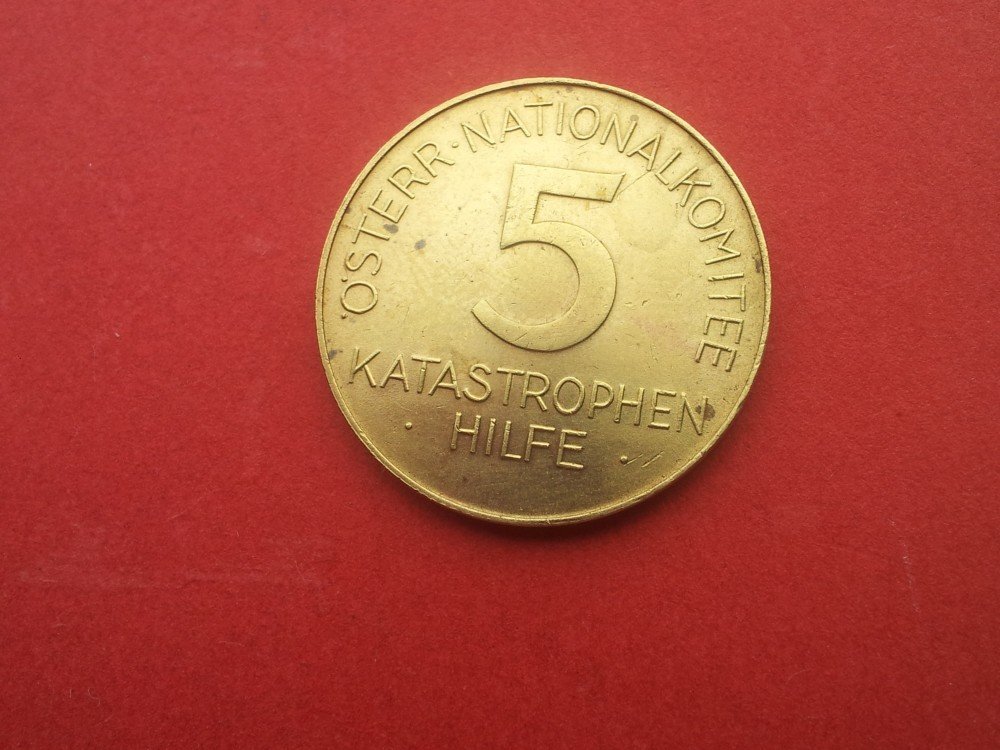 ÖSTERR·NATIONALKOMITEE
5
KATASTROPHEN
· HILFE ·